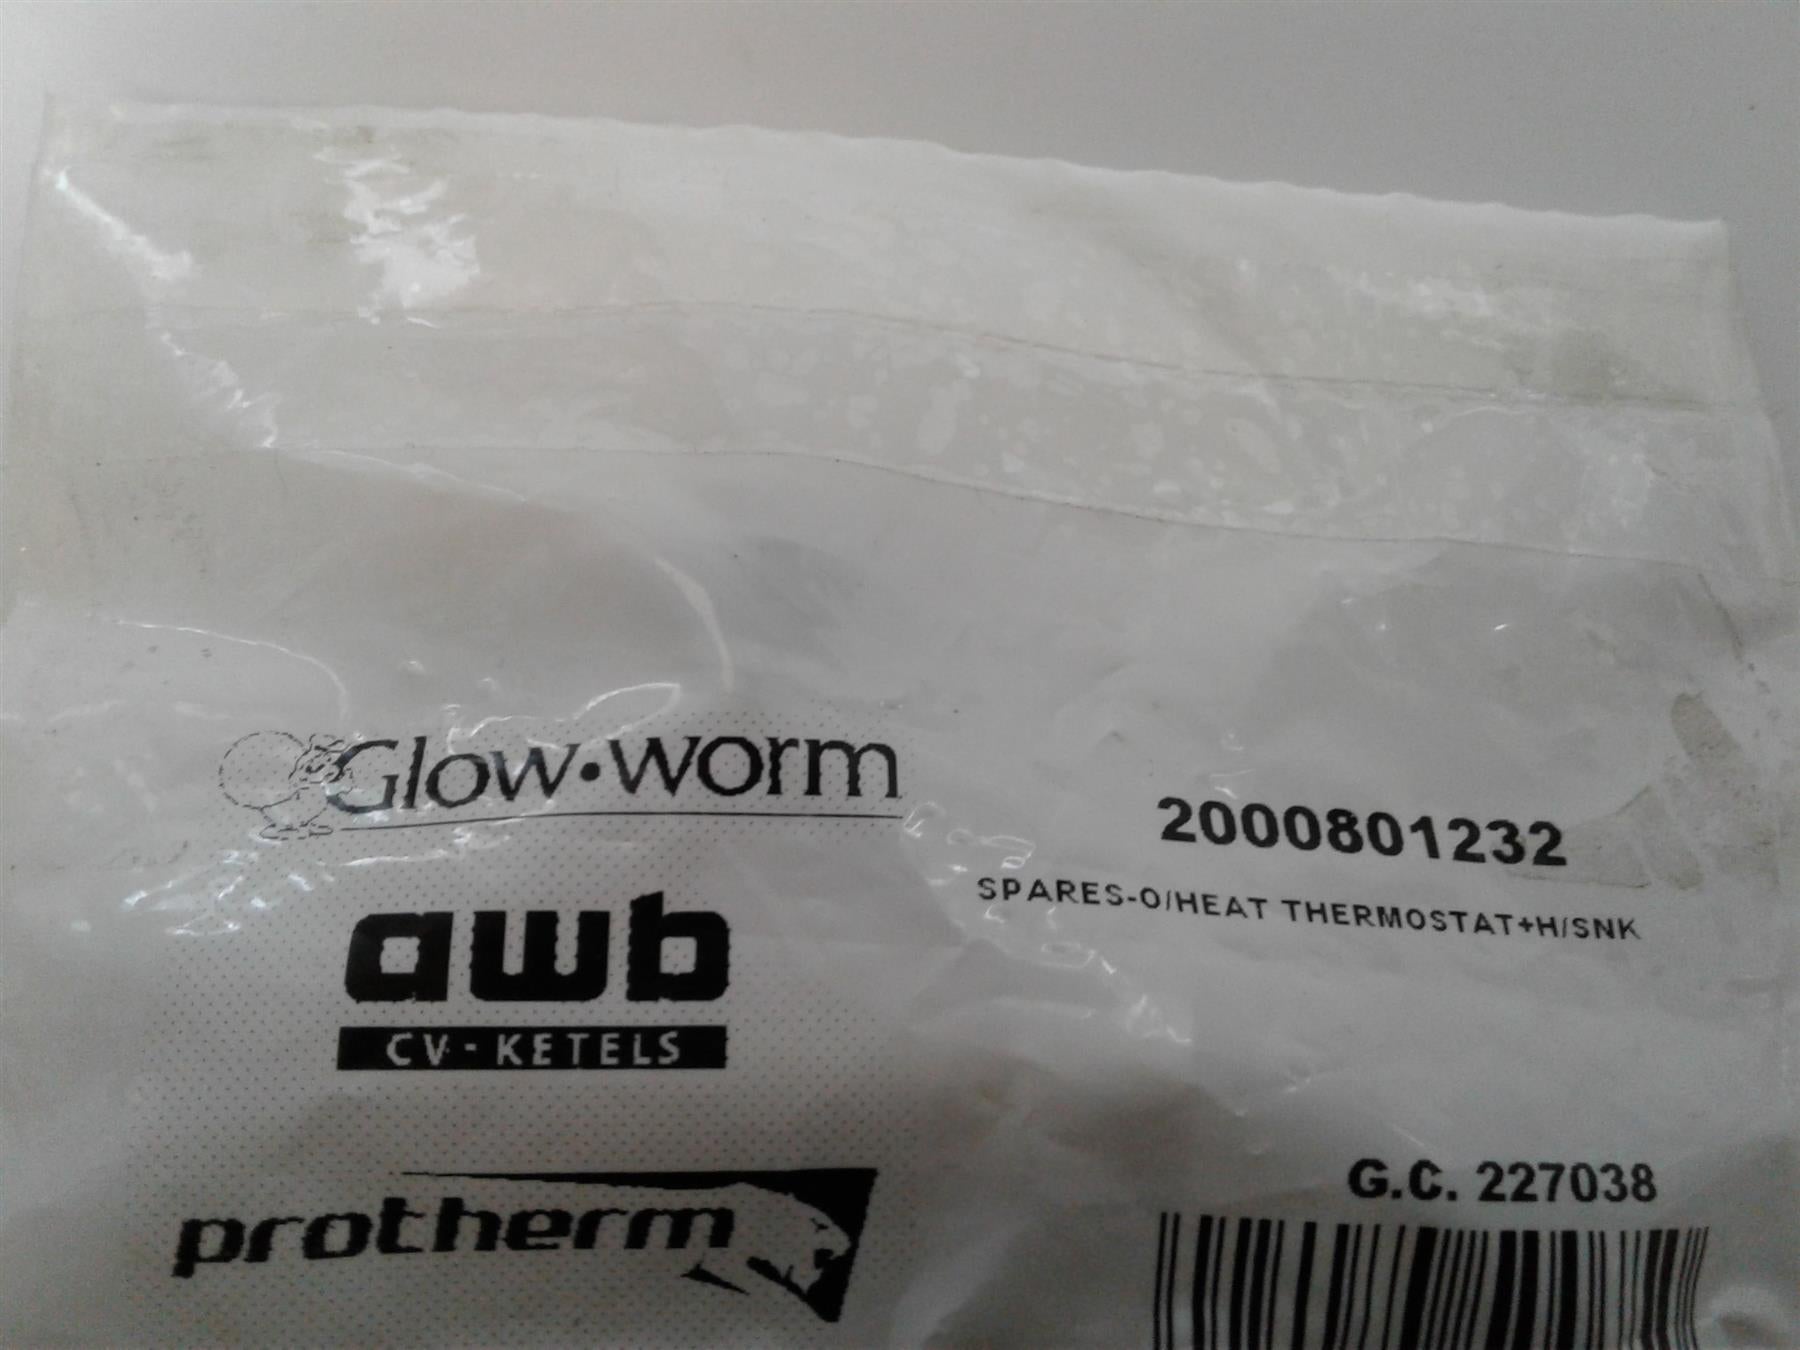 Glow·worm
2000801232
SPARES-O/HEAT THERMOSTAT+H/SNK
awb
CV-KETELS
G.C. 227038
protherm